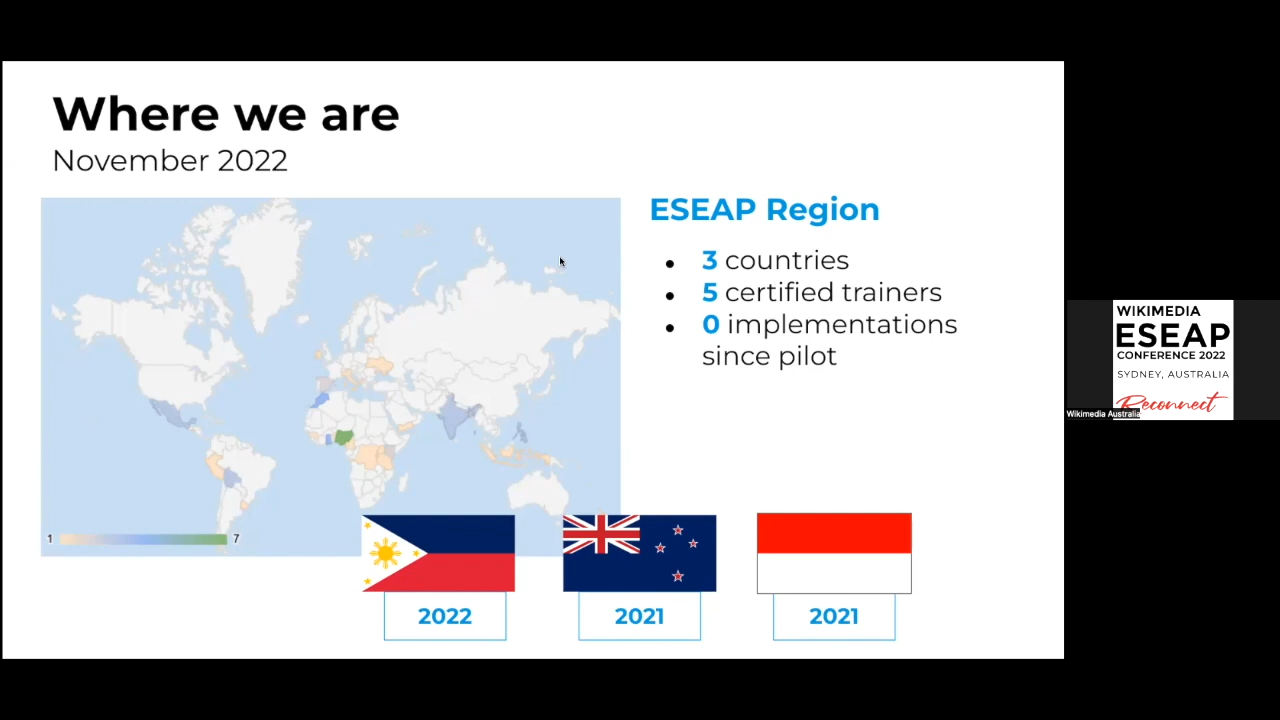 Where we are
November 2022
ESEAP Region
• 3 countries
• 5 certified trainers
• 0 implementations
since pilot
1
7
2022
2021
2021
WIKIMEDIA
ESEAP
CONFERENCE 2022
SYDNEY, AUSTRALIA
Reconnect
Wikimedia Australia